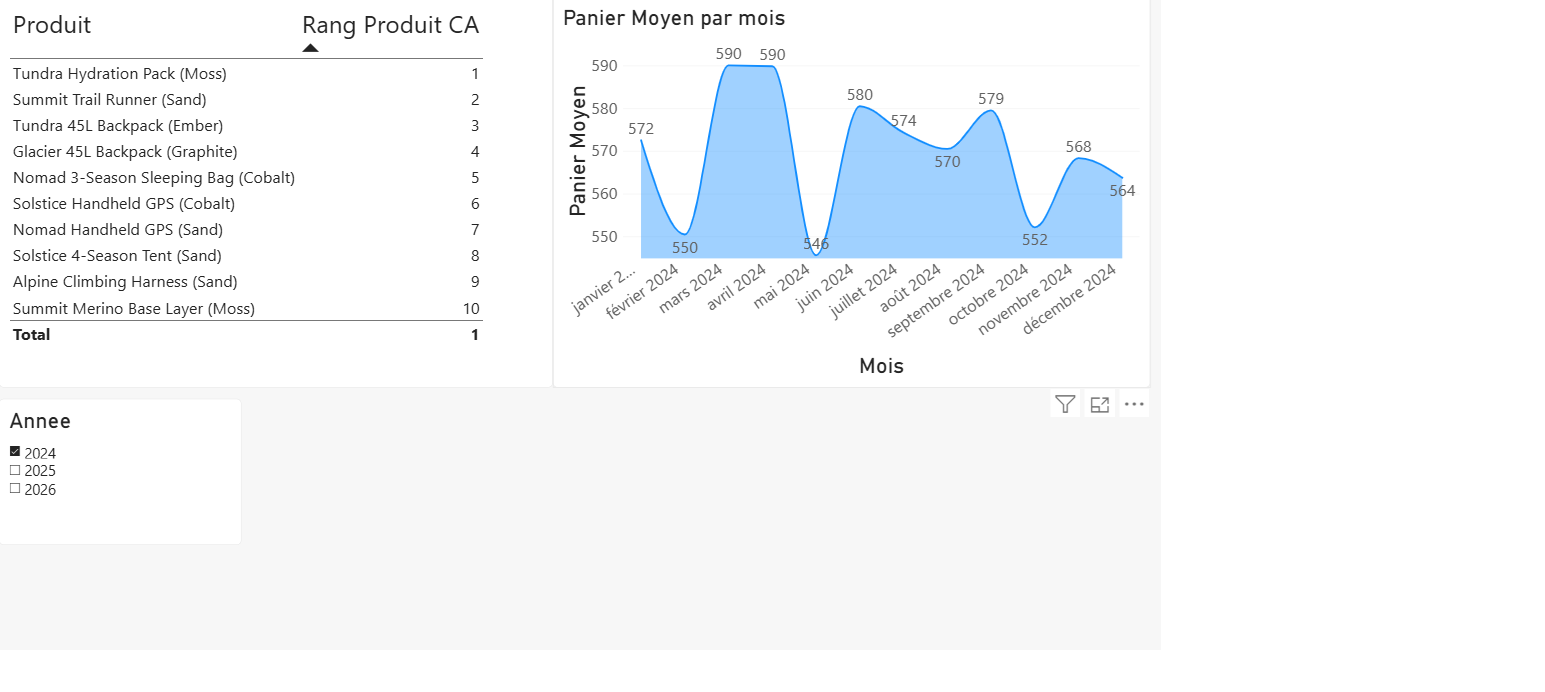 Produit Rang Produit CA
Tundra Hydration Pack (Moss) 1
Summit Trail Runner (Sand) 2
Tundra 45L Backpack (Ember) 3
Glacier 45L Backpack (Graphite) 4
Nomad 3-Season Sleeping Bag (Cobalt) 5
Solstice Handheld GPS (Cobalt) 6
Nomad Handheld GPS (Sand) 7
Solstice 4-Season Tent (Sand) 8
Alpine Climbing Harness (Sand) 9
Summit Merino Base Layer (Moss) 10
Total 1
Panier Moyen par mois
Panier Moyen
590
580
570
560
550
572
550
590
590
546
580
574
570
579
552
568
564
janvier 2...
février 2024
mars 2024
avril 2024
mai 2024
juin 2024
juillet 2024
août 2024
septembre 2024
octobre 2024
novembre 2024
décembre 2024
Mois
Annee
2024
2025
2026